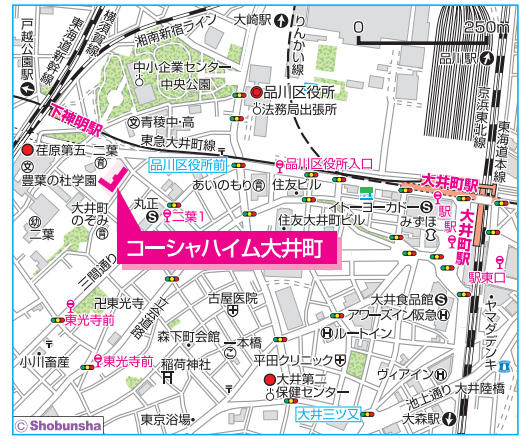 戸越公園駅
横須賀線
東海道新幹線
湘南新宿ライン
大崎駅
りんかい線
0
250m
品川駅
中小企業センター
中央公園
品川区役所
法務局出張所
京浜東北線
東海道本線
青稜中・高
下神明駅
東急大井町線
荏原第五
二葉
品川区役所前
品川区役所入口
大井町駅
豊葉の杜学園
あいのもり
住友ビル
イトーヨーカドー
大井町のぞみ
丸正
二葉1
住友大井町ビル
みずほ
駅
駅
大井町駅
二葉
コーシャハイム大井町
三間通り
駅東口
卍東光寺
立会道路
古屋医院
大井食品館
東光寺前
アワーズイン阪急
ヤマダデンキ
森下町会館
一本橋
ルートイン
小川畜産
東光寺前
稲荷神社
平田クリニック
大井第二
保健センター
ヴィアイン
池上通り
大井陸橋
東京浴場
大井三ツ又
大森駅
© Shobunsha